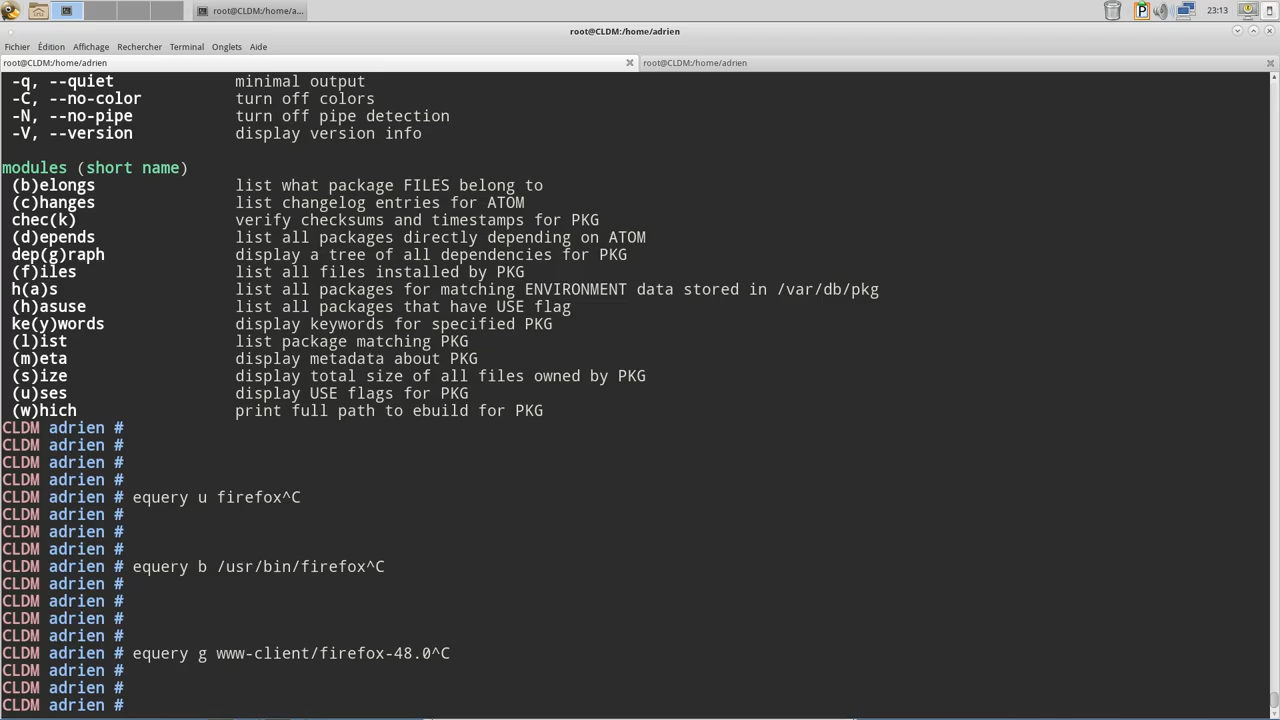 root@CLDM:/home/a...
P
23:13
root@CLDM:/home/adrien
Fichier Édition Affichage Rechercher Terminal Onglets Aide
root@CLDM:/home/adrien root@CLDM:/home/adrien
-q, --quiet minimal output
-C, --no-color turn off colors
-N, --no-pipe turn off pipe detection
-V, --version display version info
modules (short name)
(b)elongs list what package FILES belong to
(c)hanges list changelog entries for ATOM
chec(k) verify checksums and timestamps for PKG
(d)epends list all packages directly depending on ATOM
dep(g)raph display a tree of all dependencies for PKG
(f)iles list all files installed by PKG
h(a)s list all packages for matching ENVIRONMENT data stored in /var/db/pkg
(h)asuse list all packages that have USE flag
ke(y)words display keywords for specified PKG
(l)ist list package matching PKG
(m)eta display metadata about PKG
(s)ize display total size of all files owned by PKG
(u)ses display USE flags for PKG
(w)hich print full path to ebuild for PKG
CLDM adrien #
CLDM adrien #
CLDM adrien #
CLDM adrien #
CLDM adrien # equery u firefox^C
CLDM adrien #
CLDM adrien #
CLDM adrien #
CLDM adrien # equery b /usr/bin/firefox^C
CLDM adrien #
CLDM adrien #
CLDM adrien #
CLDM adrien #
CLDM adrien # equery g www-client/firefox-48.0^C
CLDM adrien #
CLDM adrien #
CLDM adrien #